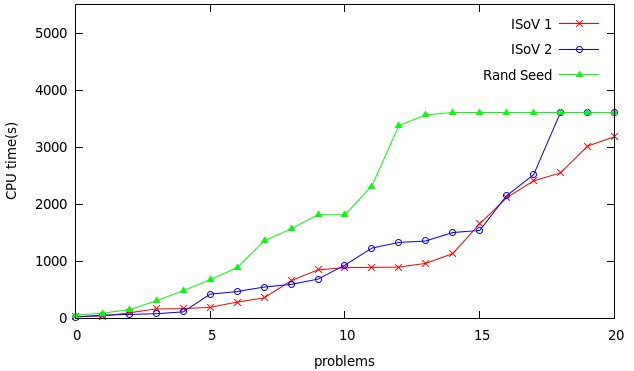 5000
4000
3000
2000
1000
0
0 5 10 15 20
CPU time(s)
problems
ISoV 1
ISoV 2
Rand Seed